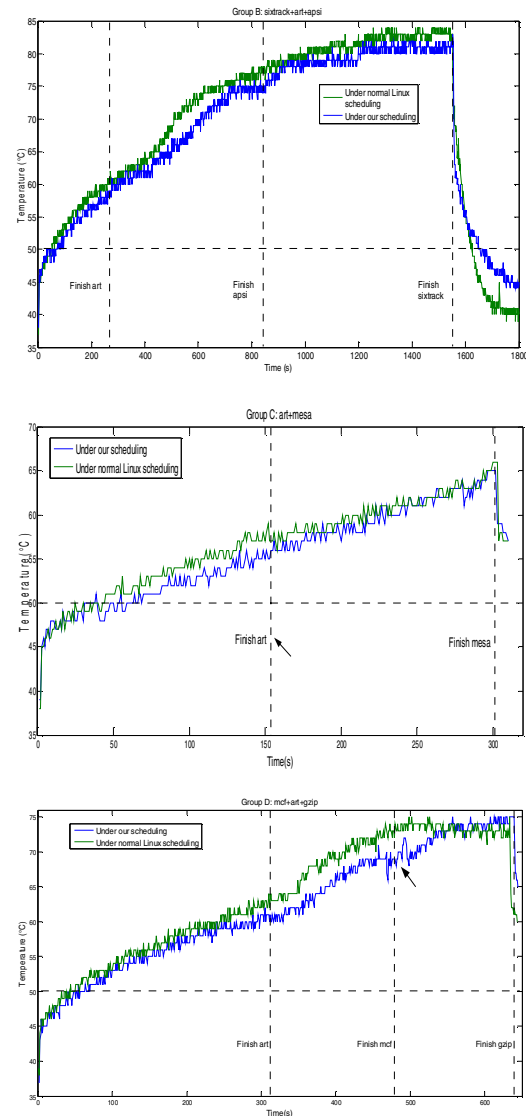 Group B: sixtrack+art+apsi
85
80
75
70
65
60
55
50
45
40
35
Temperature (°C)
Under normal Linux
scheduling
Under our scheduling
Finish art
Finish
apsi
Finish
sixtrack
0 200 400 600 800 1000 1200 1400 1600 1800
Time (s)
Group C: art+mesa
70
65
60
55
60
45
40
35
Temperature (°C)
Under our scheduling
Under normal Linux scheduling
Finish art
Finish mesa
0 50 100 150 200 250 300
Time(s)
Group D: mcf+art+gzip
75
70
65
60
55
50
45
40
35
Temperature (°C)
Under our scheduling
Under normal Linux scheduling
Finish art
Finish mcf
Finish gzip
0 100 200 300 400 500 600
Time(s)